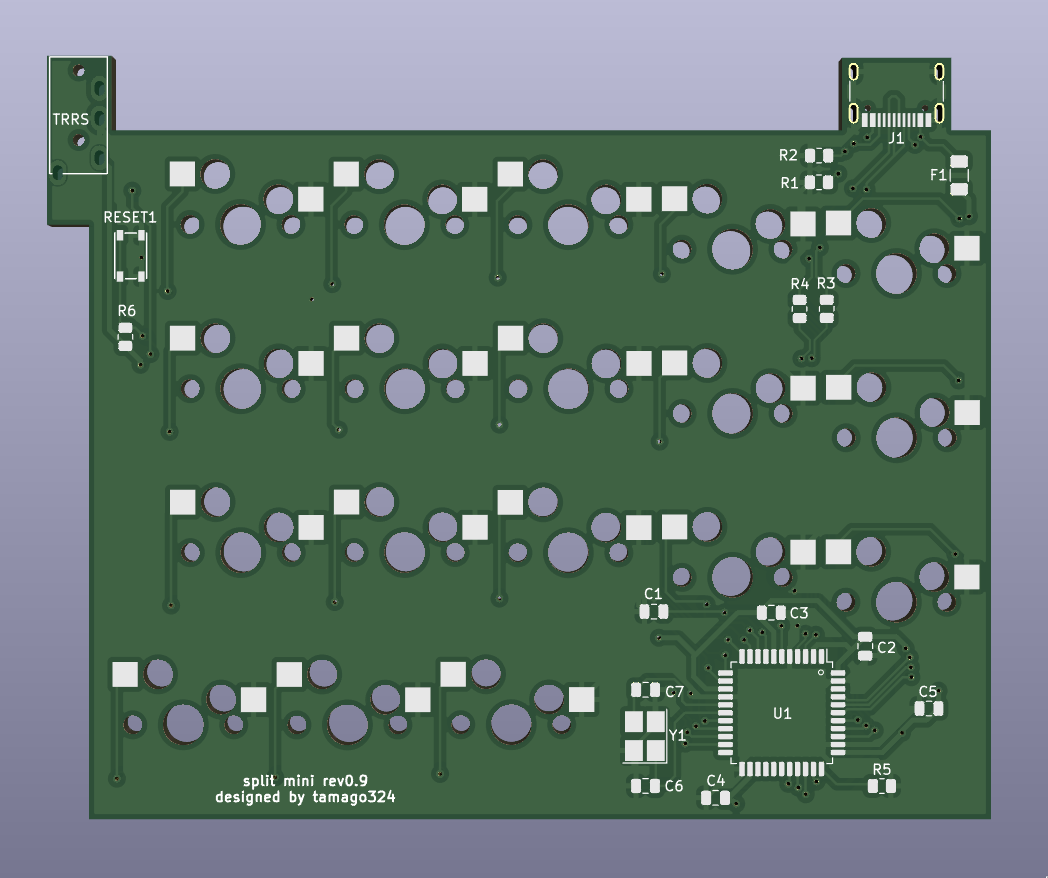 TRRS
J1
R2
R1
F1
RESET1
R4
R3
R6
C1
C3
C2
C7
C5
U1
Y1
C6
C4
R5
split mini rev0.9
designed by tamago324